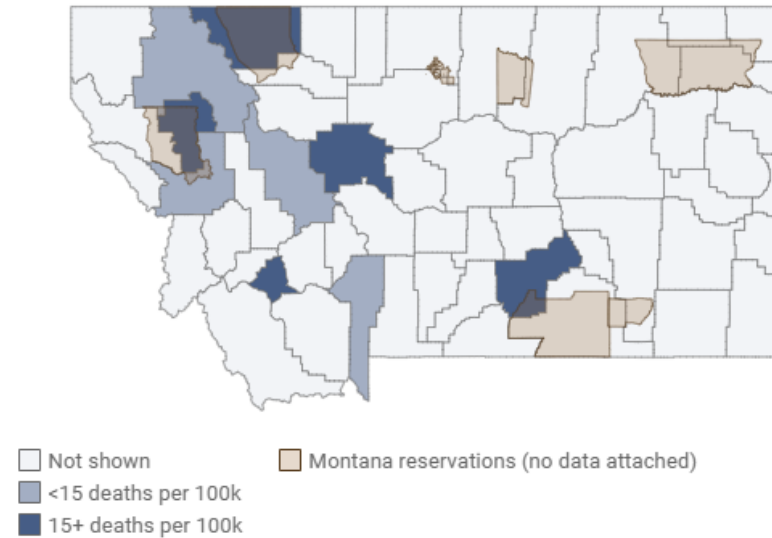 Not shown
Montana reservations (no data attached)
<15 deaths per 100k
15+ deaths per 100k